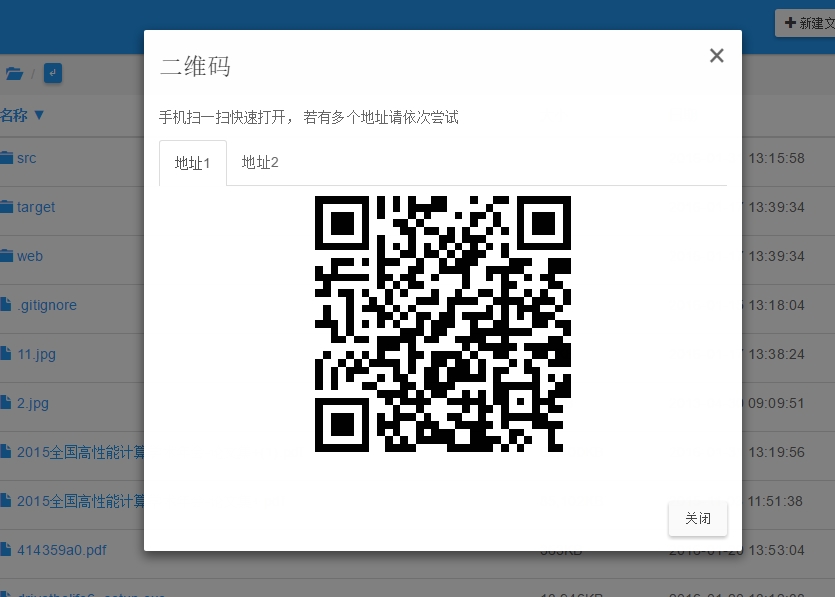 新建文
二维码
手机扫一扫快速打开，若有多个地址请依次尝试
地址1 地址2
名称
src 13:15:58
target 13:39:34
web 13:39:34
.gitignore 13:18:04
11.jpg 13:38:24
2.jpg 09:09:51
2015全国高性能计算 13:19:56
2015全国高性能计算 11:51:38
关闭
414359a0.pdf 13:53:04